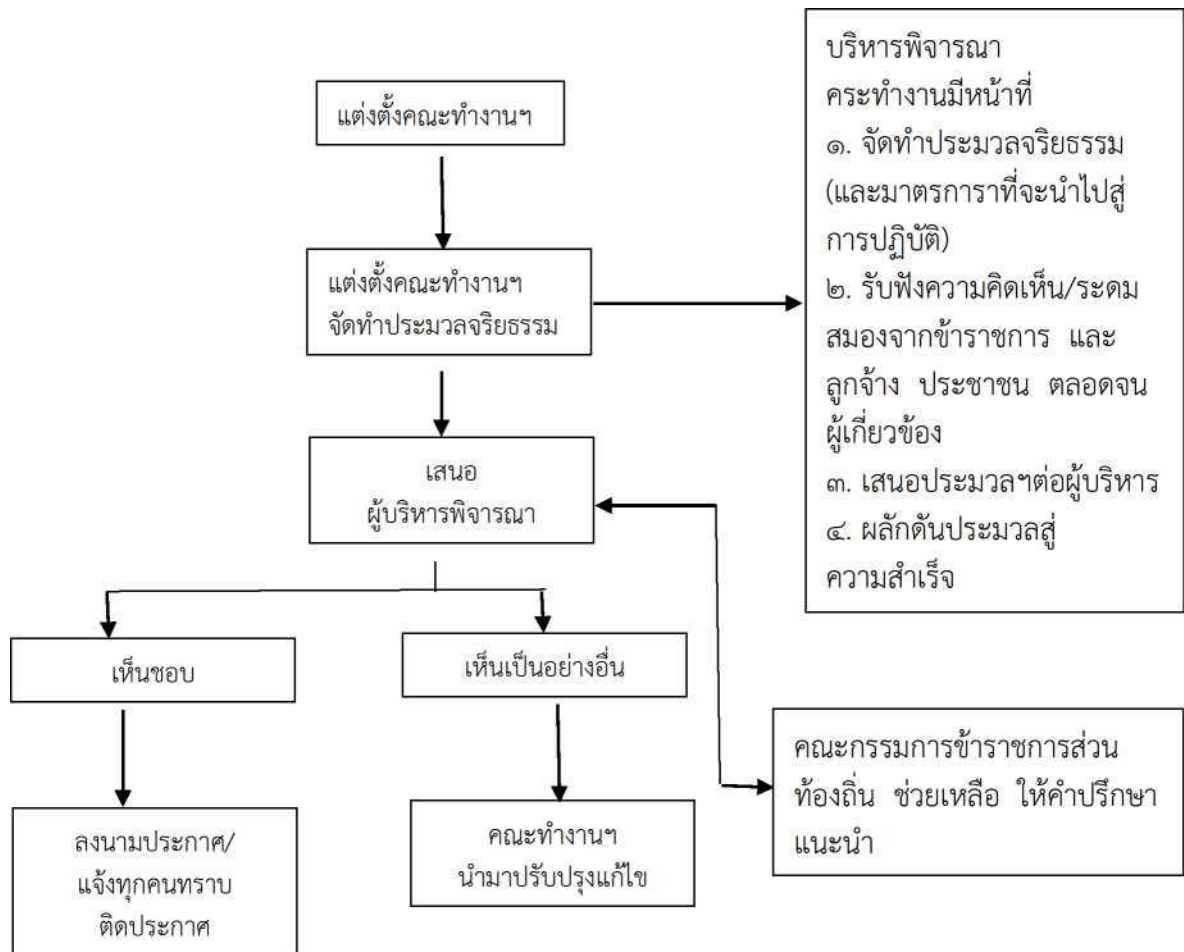 แต่งตั้งคณะทำงานฯ
บริหารพิจารณา
คระทำงานมีหน้าที่
๑. จัดทำประมวลจริยธรรม
(และมาตรการาที่จะนำไปสู่
การปฏิบัติ)
๒. รับฟังความคิดเห็น/ระดม
สมองจากข้าราชการ และ
ลูกจ้าง ประชาชน ตลอดจน
ผู้เกี่ยวข้อง
๓. เสนอประมวลฯต่อผู้บริหาร
๔. ผลักดันประมวลสู่
ความสำเร็จ
แต่งตั้งคณะทำงานฯ
จัดทำประมวลจริยธรรม
เสนอ
ผู้บริหารพิจารณา
เห็นชอบ
เห็นเป็นอย่างอื่น
คณะกรรมการข้าราชการส่วน
ท้องถิ่น ช่วยเหลือ ให้คำปรึกษา
แนะนำ
ลงนามประกาศ/
แจ้งทุกคนทราบ
ติดประกาศ
คณะทำงานฯ
นำมาปรับปรุงแก้ไข